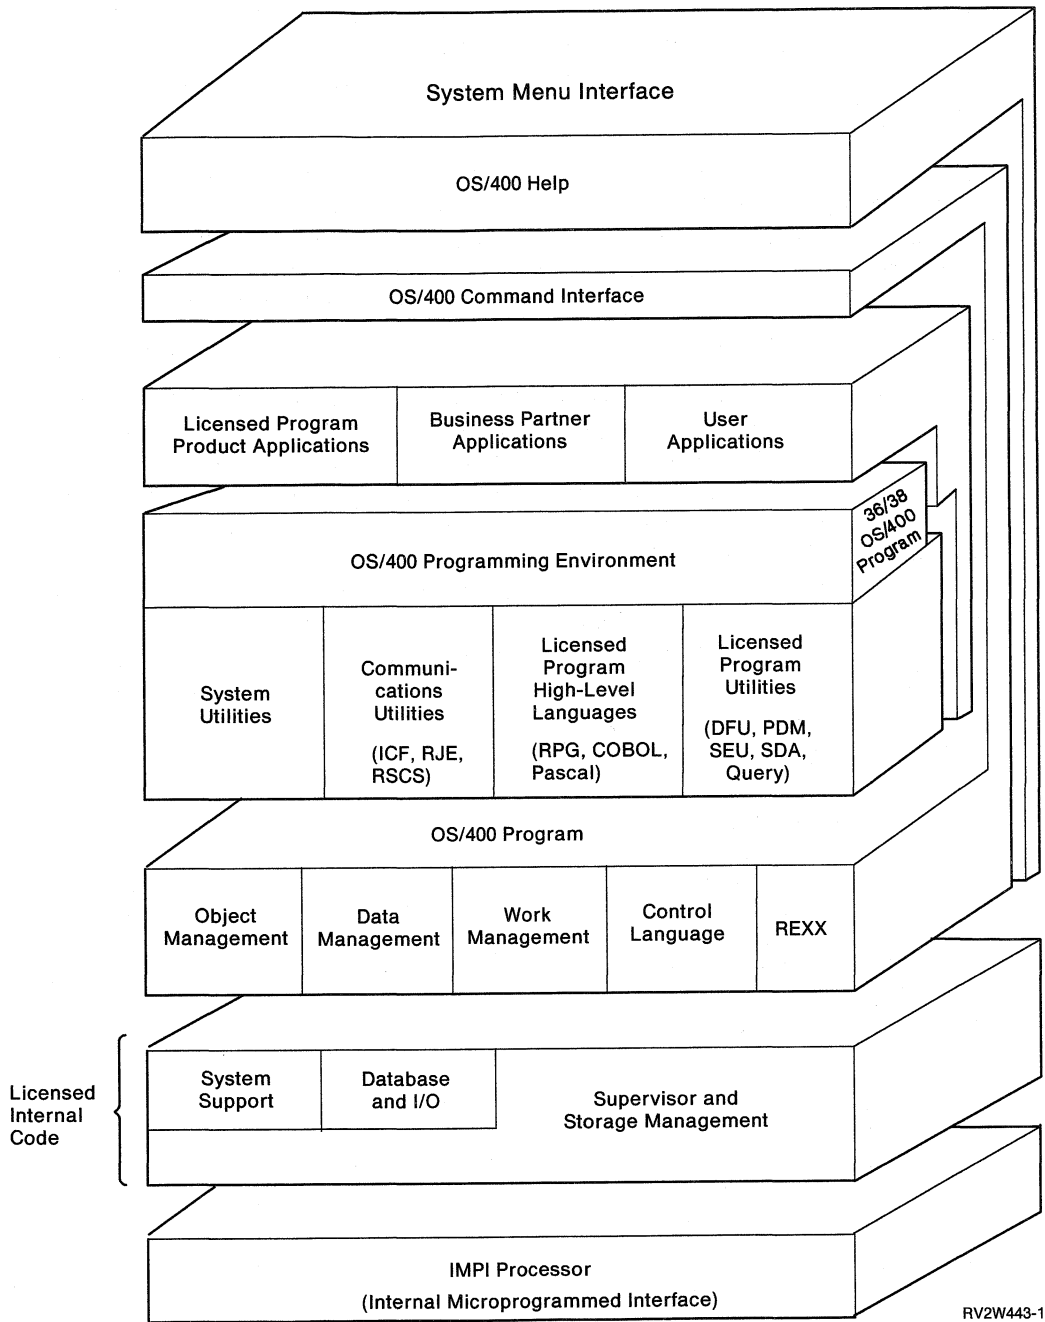 System Menu Interface
OS/400 Help
OS/400 Command Interface
Licensed Program
Product Applications
Business Partner
Applications
User
Applications
OS/400 Programming Environment
36/38
OS/400
Program
System
Utilities
Communi-
cations
Utilities
(ICF, RJE,
RSCS)
Licensed
Program
High-Level
Languages
(RPG, COBOL,
Pascal)
Licensed
Program
Utilities
(DFU, PDM,
SEU, SDA,
Query)
OS/400 Program
Object
Management
Data
Management
Work
Management
Control
Language
REXX
Licensed
Internal
Code
System
Support
Database
and I/O
Supervisor and
Storage Management
IMPI Processor
(Internal Microprogrammed Interface)
RV2W443-1